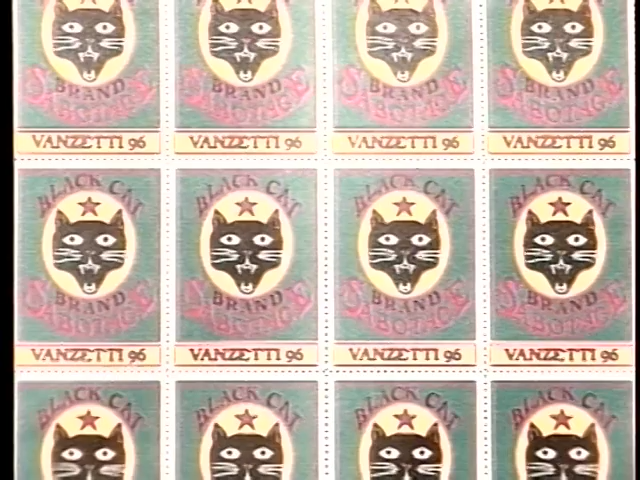 BRAND BRAND BRAND BRAND
SABOTAGE SABOTAGE SABOTAGE SABOTAGE
VANZETTI 96 VANZETTI 96 VANZETTI 96 VANZETTI 96
BLACK CAT BLACK CAT BLACK CAT BLACK CAT
BRAND BRAND BRAND BRAND
SABOTAGE SABOTAGE SABOTAGE SABOTAGE
VANZETTI 96 VANZETTI 96 VANZETTI 96 VANZETTI 96
BLACK CAT BLACK CAT BLACK CAT BLACK CAT